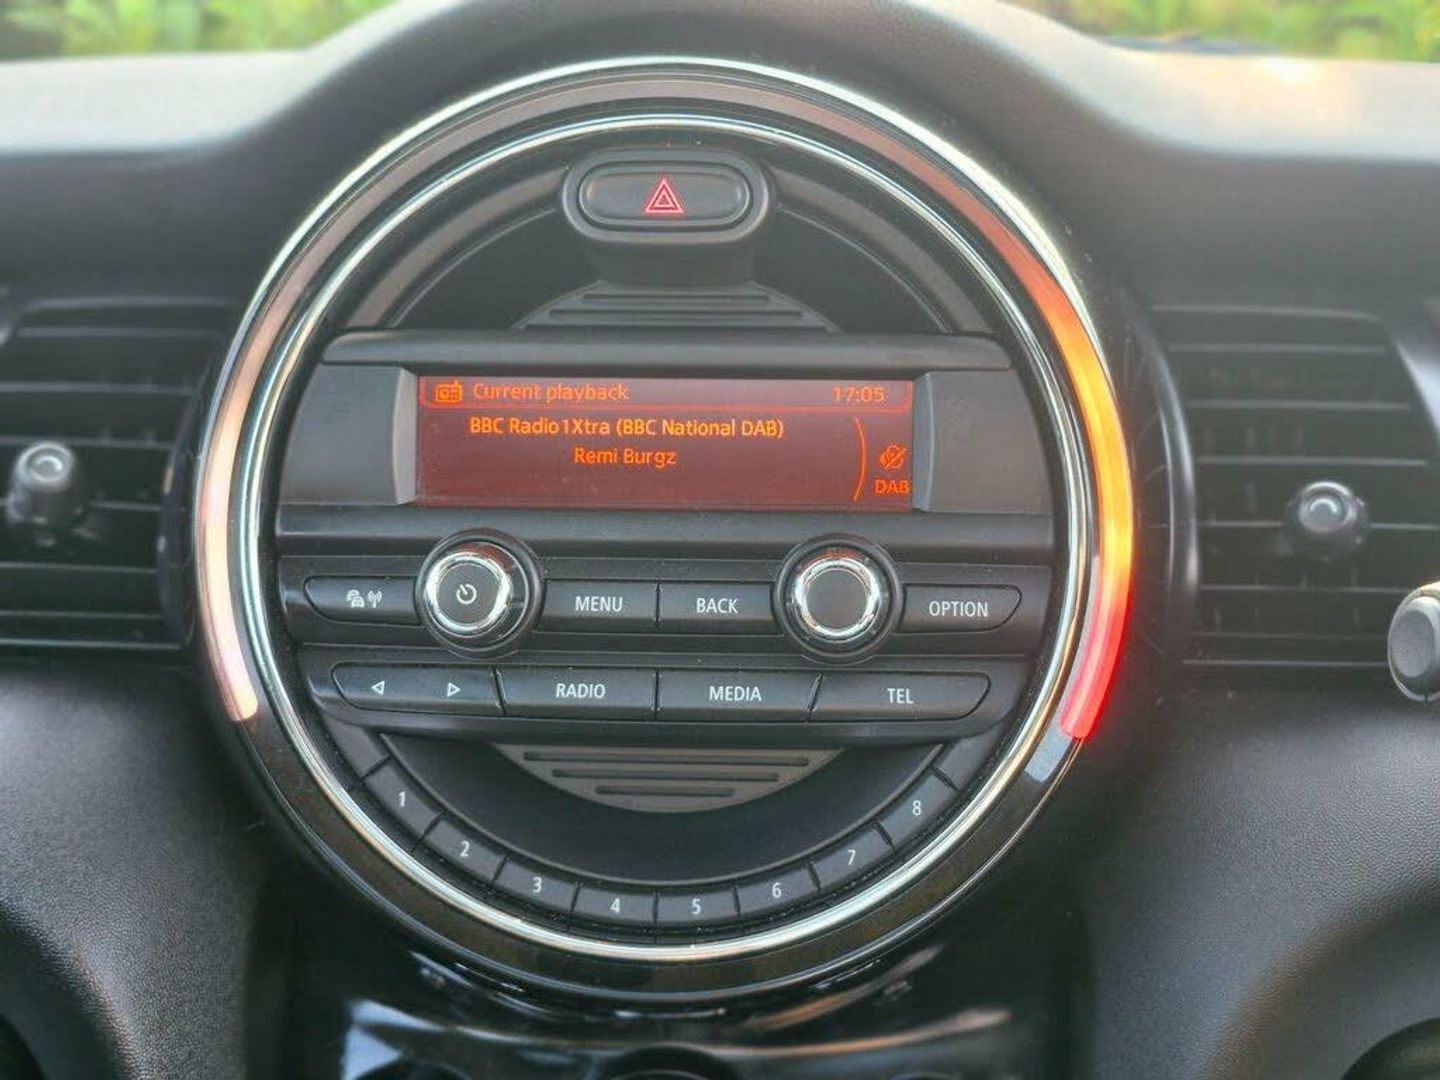 Current playback 17:05
BBC Radio 1Xtra (BBC National DAB)
Remi Burgz
DAB
MENU BACK OPTION
RADIO MEDIA TEL
1 2 3 4 5 6 7 8